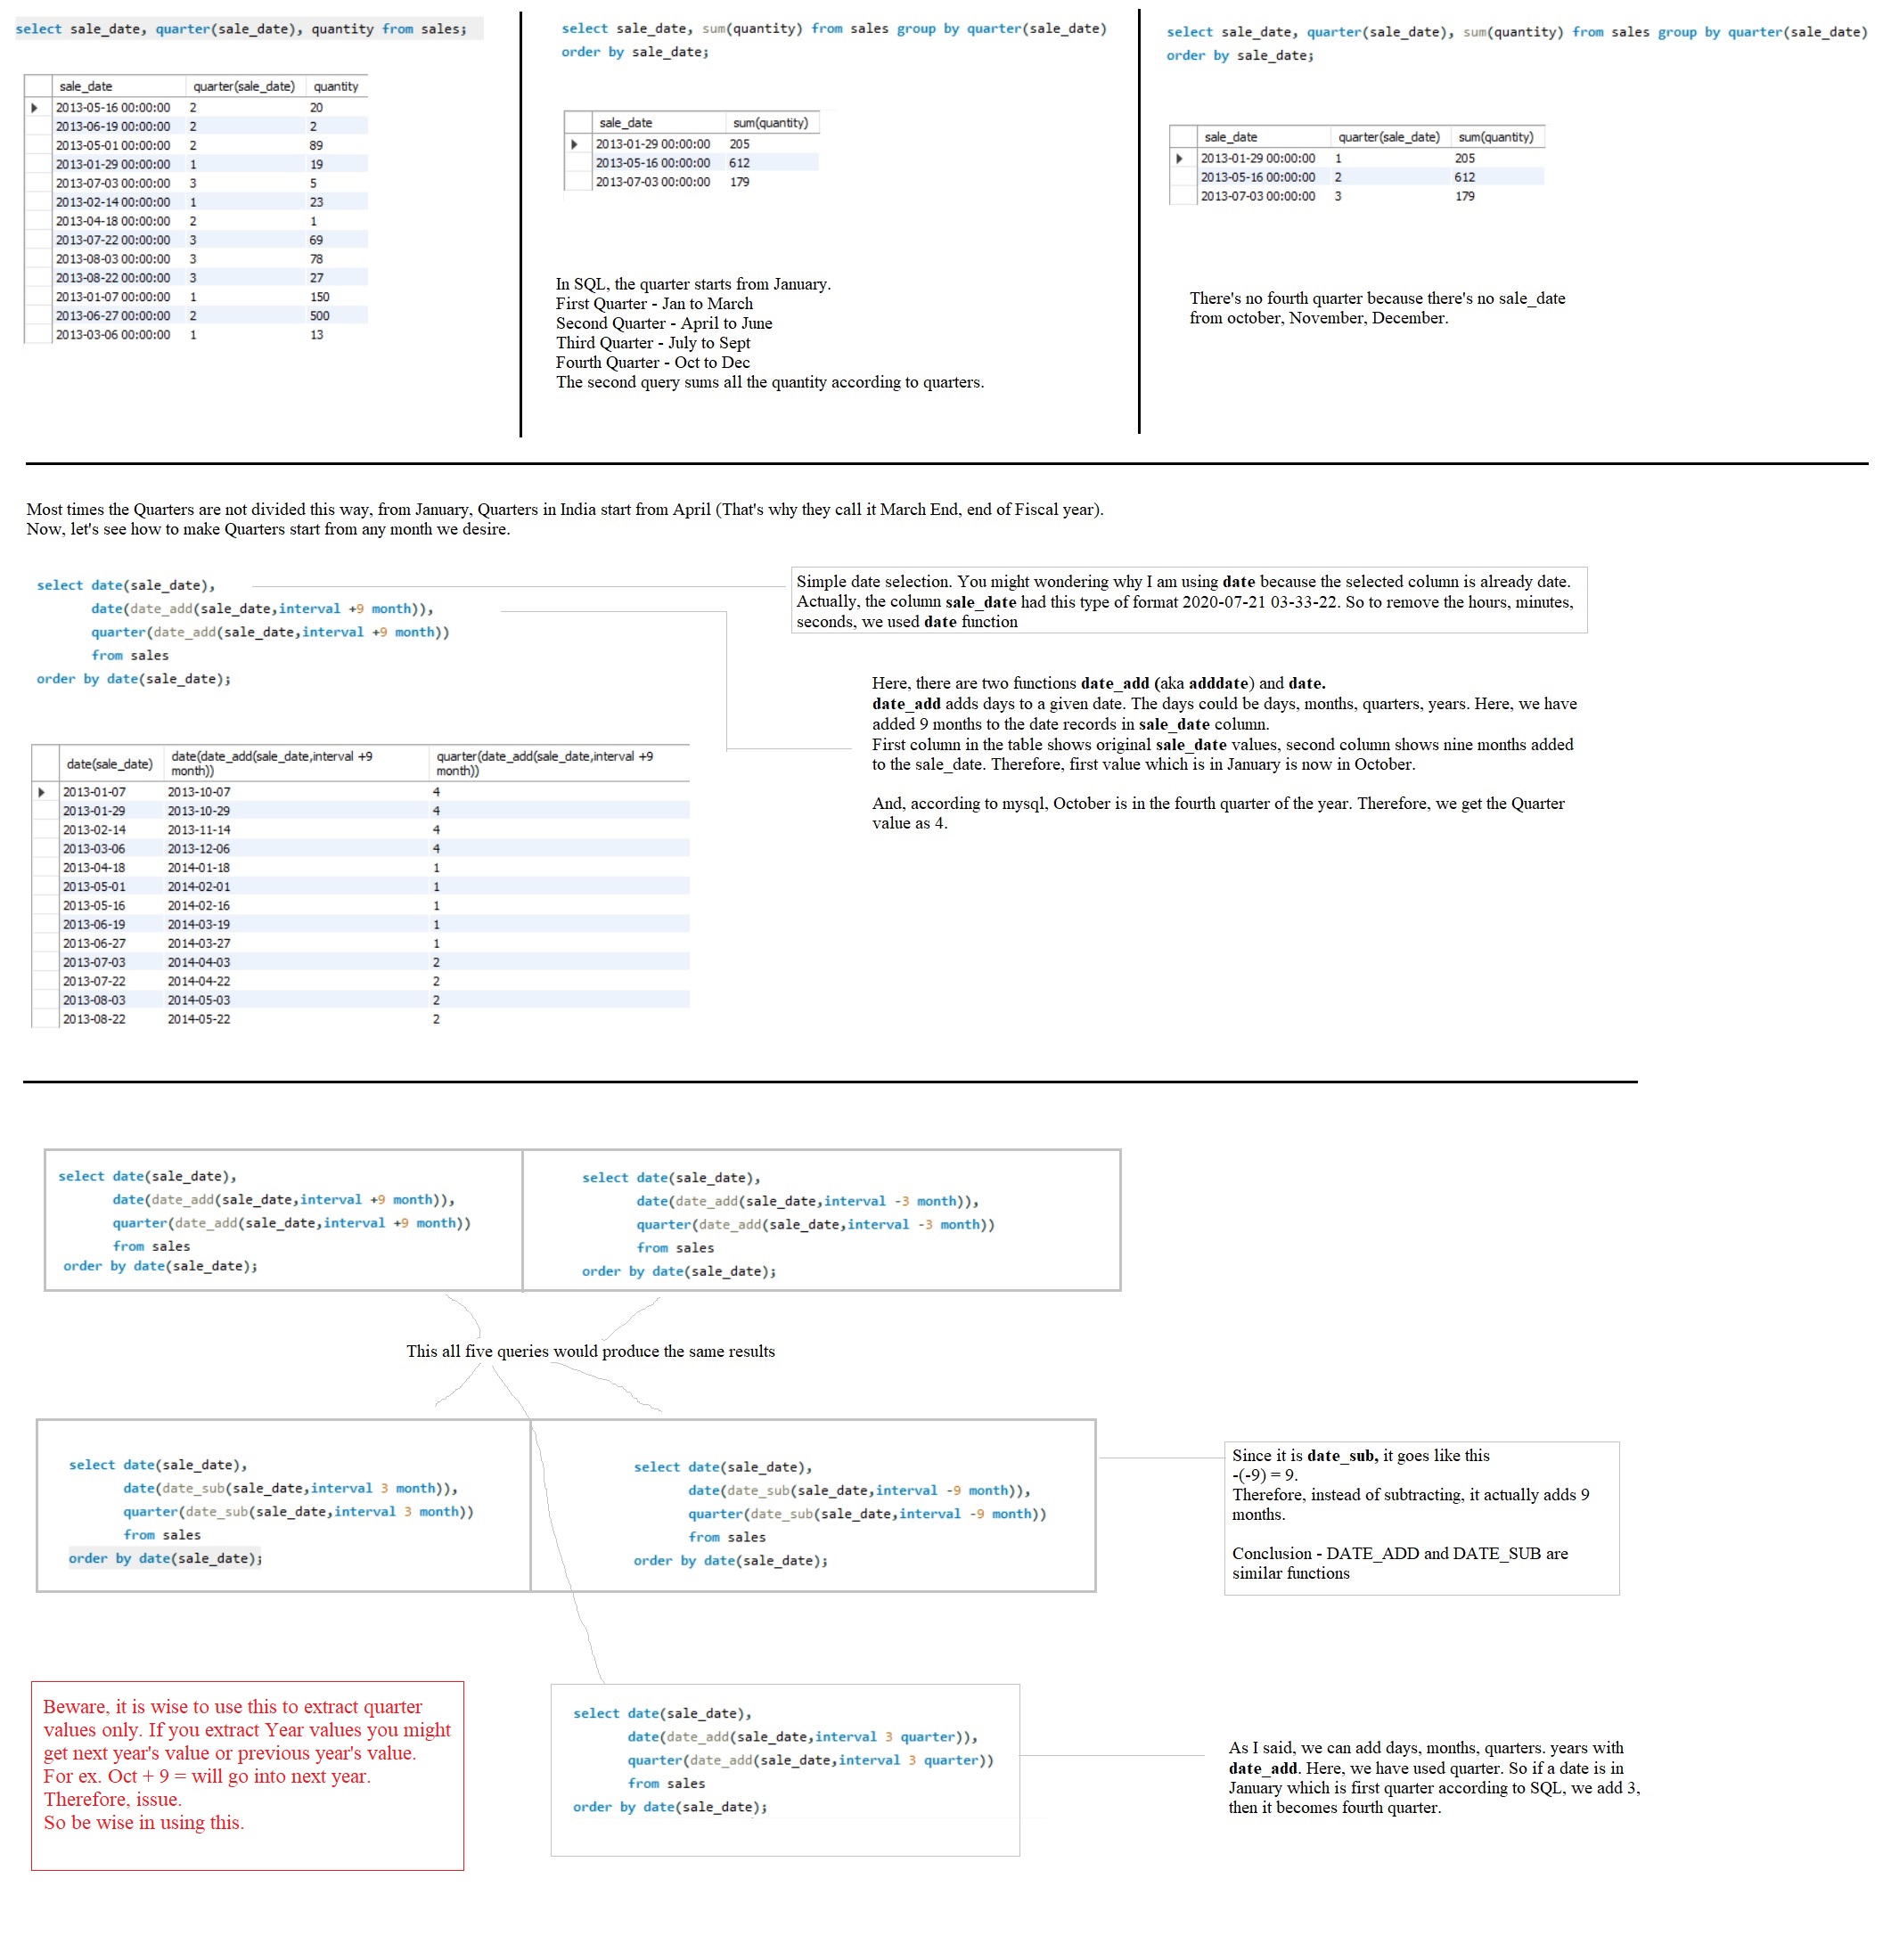 select sale_date, quarter(sale_date), quantity from sales;
sale_date quarter(sale_date) quantity
2013-05-16 00:00:00 2 20
2013-06-19 00:00:00 2 2
2013-05-01 00:00:00 2 89
2013-01-29 00:00:00 1 19
2013-07-03 00:00:00 3 5
2013-02-14 00:00:00 1 23
2013-04-18 00:00:00 2 1
2013-07-22 00:00:00 3 69
2013-08-03 00:00:00 3 78
2013-08-22 00:00:00 3 27
2013-01-07 00:00:00 1 150
2013-06-27 00:00:00 2 500
2013-03-06 00:00:00 1 13
select sale_date, sum(quantity) from sales group by quarter(sale_date)
order by sale_date;
sale_date sum(quantity)
2013-01-29 00:00:00 205
2013-05-16 00:00:00 612
2013-07-03 00:00:00 179
In SQL, the quarter starts from January.
First Quarter - Jan to March
Second Quarter - April to June
Third Quarter - July to Sept
Fourth Quarter - Oct to Dec
The second query sums all the quantity according to quarters.
select sale_date, quarter(sale_date), sum(quantity) from sales group by quarter(sale_date)
order by sale_date;
sale_date quarter(sale_date) sum(quantity)
2013-01-29 00:00:00 1 205
2013-05-16 00:00:00 2 612
2013-07-03 00:00:00 3 179
There's no fourth quarter because there's no sale_date
from october, November, December.
Most times the Quarters are not divided this way, from January, Quarters in India start from April (That's why they call it March End, end of Fiscal year).
Now, let's see how to make Quarters start from any month we desire.
select date(sale_date),
date(date_add(sale_date,interval +9 month)),
quarter(date_add(sale_date,interval +9 month))
from sales
order by date(sale_date);
Simple date selection. You might wondering why I am using date because the selected column is already date.
Actually, the column sale_date had this type of format 2020-07-21 03-33-22. So to remove the hours, minutes,
seconds, we used date function
Here, there are two functions date_add (aka adddate) and date.
date_add adds days to a given date. The days could be days, months, quarters, years. Here, we have
added 9 months to the date records in sale_date column.
First column in the table shows original sale_date values, second column shows nine months added
to the sale_date. Therefore, first value which is in January is now in October.
And, according to mysql, October is in the fourth quarter of the year. Therefore, we get the Quarter
value as 4.
date(sale_date) date(date_add(sale_date,interval +9 month)) quarter(date_add(sale_date,interval +9 month))
2013-01-07 2013-10-07 4
2013-01-29 2013-10-29 4
2013-02-14 2013-11-14 4
2013-03-06 2013-12-06 4
2013-04-18 2014-01-18 1
2013-05-01 2014-02-01 1
2013-05-16 2014-02-16 1
2013-06-19 2014-03-19 1
2013-06-27 2014-03-27 1
2013-07-03 2014-04-03 2
2013-07-22 2014-04-22 2
2013-08-03 2014-05-03 2
2013-08-22 2014-05-22 2
select date(sale_date),
date(date_add(sale_date,interval +9 month)),
quarter(date_add(sale_date,interval +9 month))
from sales
order by date(sale_date);
select date(sale_date),
date(date_add(sale_date,interval -3 month)),
quarter(date_add(sale_date,interval -3 month))
from sales
order by date(sale_date);
This all five queries would produce the same results
select date(sale_date),
date(date_sub(sale_date,interval 3 month)),
quarter(date_sub(sale_date,interval 3 month))
from sales
order by date(sale_date);
select date(sale_date),
date(date_sub(sale_date,interval -9 month)),
quarter(date_sub(sale_date,interval -9 month))
from sales
order by date(sale_date);
Since it is date_sub, it goes like this
-(-9) = 9.
Therefore, instead of subtracting, it actually adds 9
months.
Conclusion - DATE_ADD and DATE_SUB are
similar functions
Beware, it is wise to use this to extract quarter
values only. If you extract Year values you might
get next year's value or previous year's value.
For ex. Oct + 9 = will go into next year.
Therefore, issue.
So be wise in using this.
select date(sale_date),
date(date_add(sale_date,interval 3 quarter)),
quarter(date_add(sale_date,interval 3 quarter))
from sales
order by date(sale_date);
As I said, we can add days, months, quarters. years with
date_add. Here, we have used quarter. So if a date is in
January which is first quarter according to SQL, we add 3,
then it becomes fourth quarter.